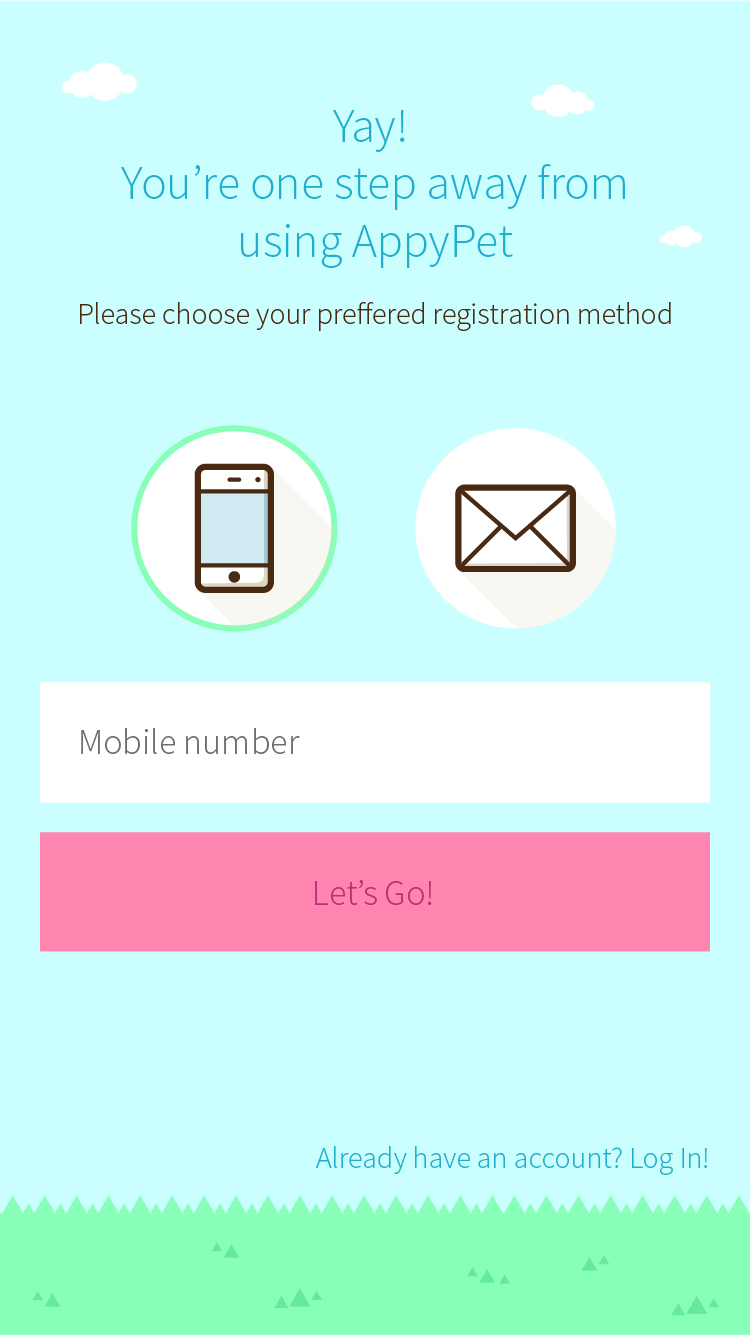 Yay!
You’re one step away from
using AppyPet
Please choose your preffered registration method
Mobile number
Let’s Go!
Already have an account? Log In!